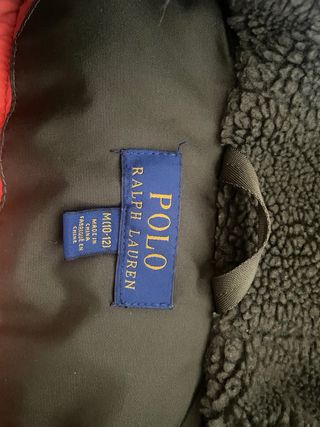 POLO
RALPH LAUREN
M(10-12)
MADE IN
CHINA
FABRIQUÉ EN
CHINE